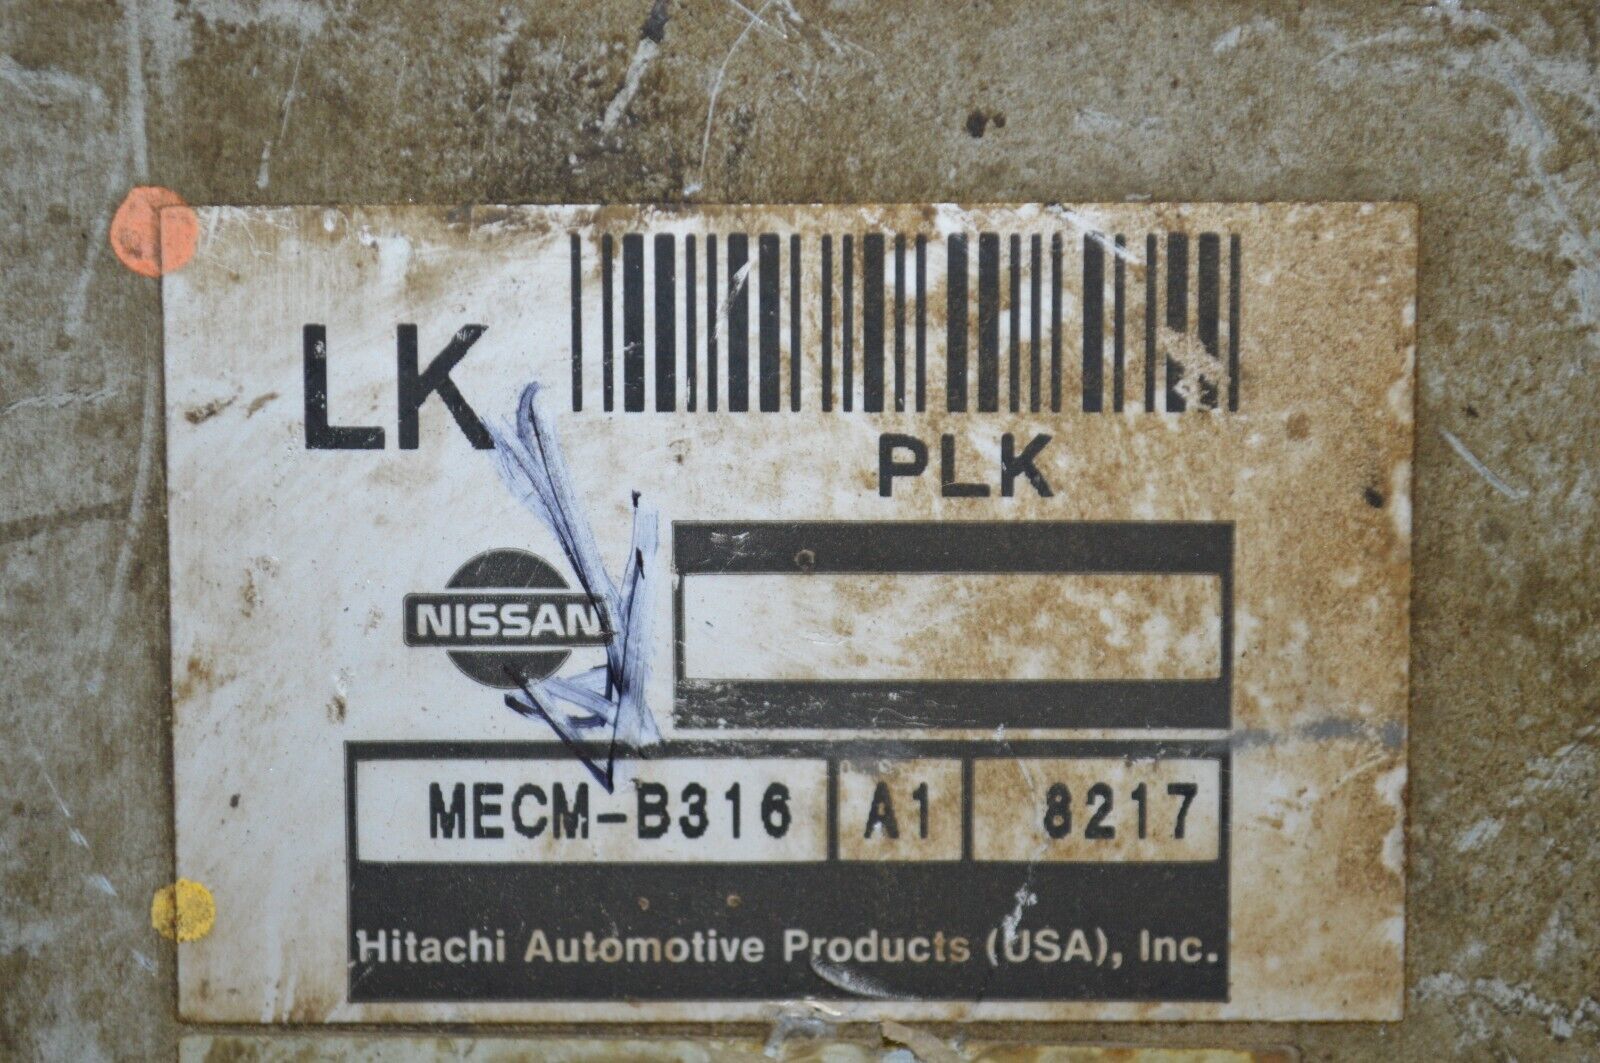 LK
PLK
NISSAN
MECM-B316 A1 8217
Hitachi Automotive Products (USA), Inc.